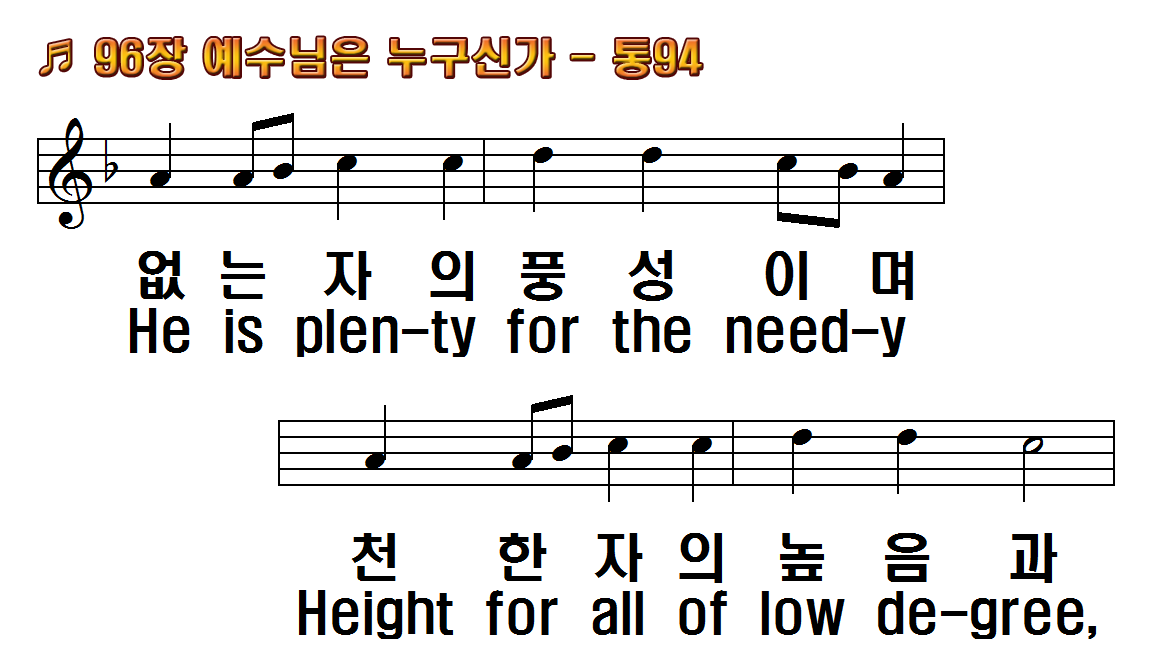 ♬ 96장 예수님은 누구신가 - 통94
없 는 자 의 풍 성 이 며
He is plen-ty for the need-y
천 한 자 의 높 음 과
Height for all of low de-gree,